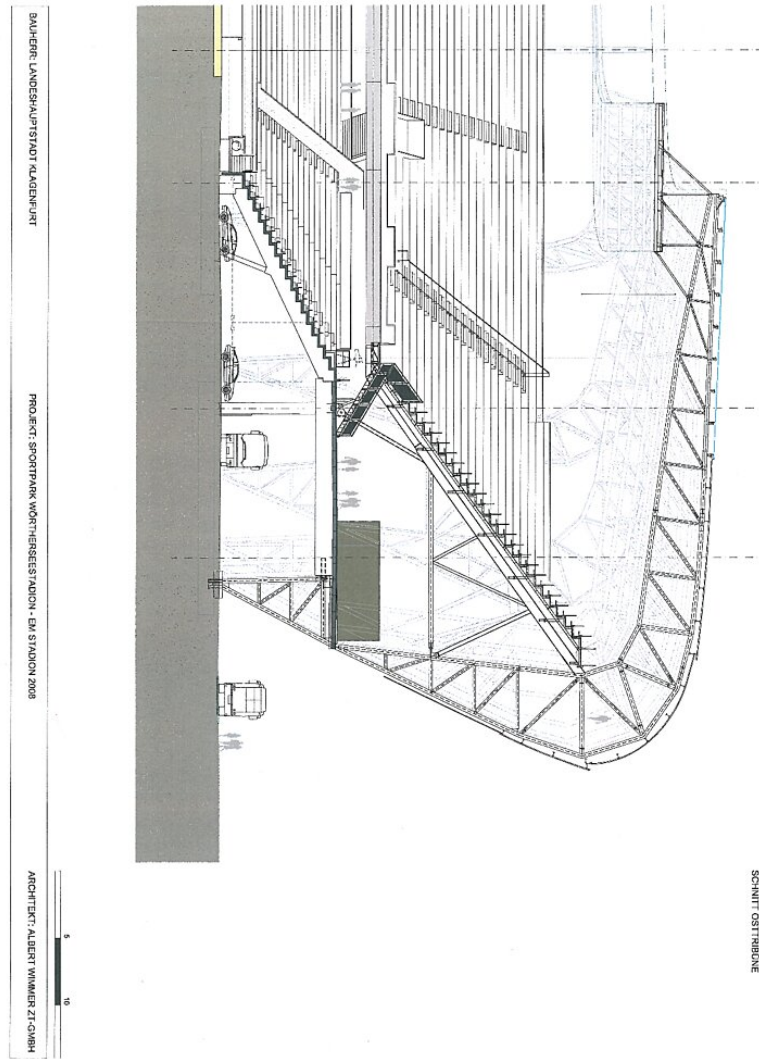 SCHNITT OSTTRIBÜNE
5 10
BAUHERR: LANDESHAUPTSTADT KLAGENFURT
PROJEKT: SPORTPARK WÖRTHERSEESTADION - EM STADION 2008
ARCHITEKT: ALBERT WIMMER ZT-GMBH